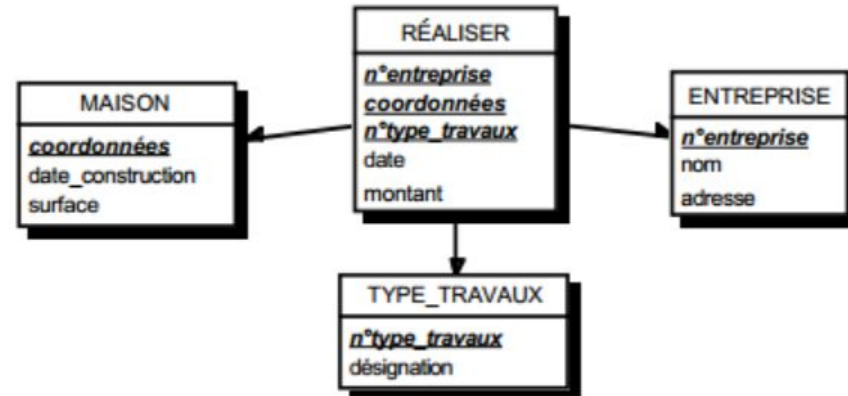 RÉALISER
n°entreprise
coordonnées
n°type_travaux
date
montant
MAISON
coordonnées
date_construction
surface
ENTREPRISE
n°entreprise
nom
adresse
TYPE_TRAVAUX
n°type_travaux
désignation